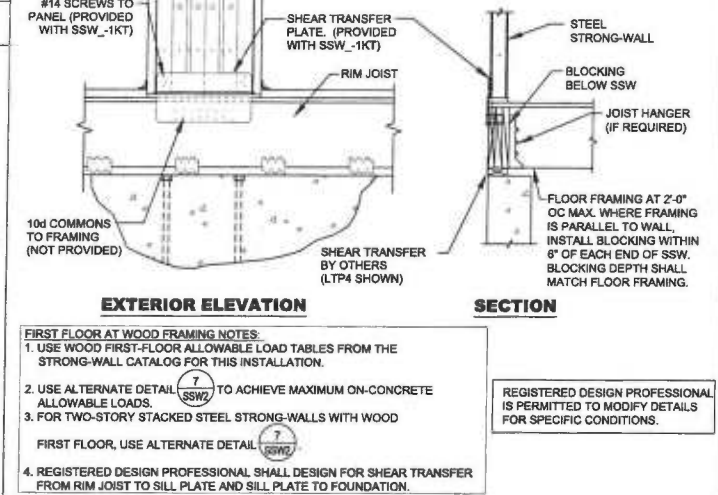 #14 SCREWS TO
PANEL (PROVIDED
WITH SSW_-1KT)
SHEAR TRANSFER
PLATE. (PROVIDED
WITH SSW_-1KT)
RIM JOIST
STEEL
STRONG-WALL
BLOCKING
BELOW SSW
JOIST HANGER
(IF REQUIRED)
10d COMMONS
TO FRAMING
(NOT PROVIDED)
SHEAR TRANSFER
BY OTHERS
(LTP4 SHOWN)
FLOOR FRAMING AT 2'-0"
OC MAX. WHERE FRAMING
IS PARALLEL TO WALL,
INSTALL BLOCKING WITHIN
6" OF EACH END OF SSW.
BLOCKING DEPTH SHALL
MATCH FLOOR FRAMING.
EXTERIOR ELEVATION
SECTION
FIRST FLOOR AT WOOD FRAMING NOTES:
1. USE WOOD FIRST-FLOOR ALLOWABLE LOAD TABLES FROM THE
STRONG-WALL CATALOG FOR THIS INSTALLATION.
2. USE ALTERNATE DETAIL 7 SSW2 TO ACHIEVE MAXIMUM ON-CONCRETE
ALLOWABLE LOADS.
3. FOR TWO-STORY STACKED STEEL STRONG-WALLS WITH WOOD
FIRST FLOOR, USE ALTERNATE DETAIL 7 SSW2.
4. REGISTERED DESIGN PROFESSIONAL SHALL DESIGN FOR SHEAR TRANSFER
FROM RIM JOIST TO SILL PLATE AND SILL PLATE TO FOUNDATION.
REGISTERED DESIGN PROFESSIONAL
IS PERMITTED TO MODIFY DETAILS
FOR SPECIFIC CONDITIONS.